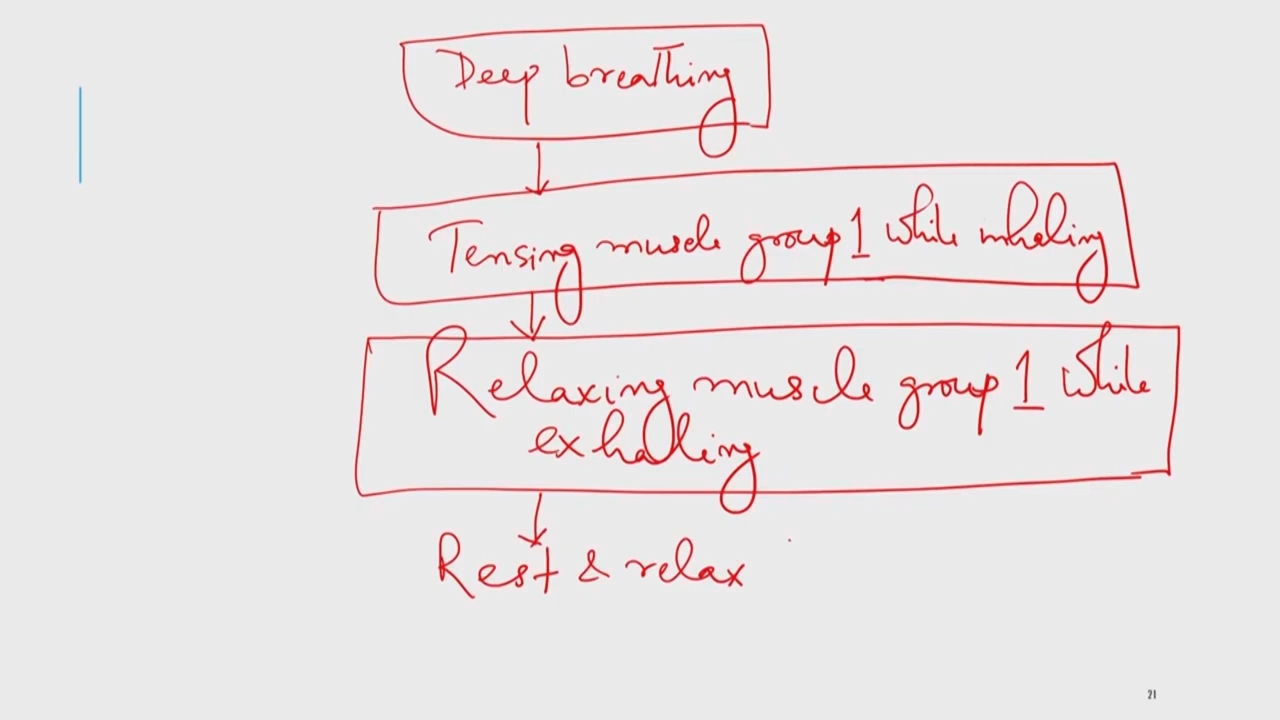 Deep breathing
Tensing muscle group 1 while inhaling
Relaxing muscle group 1 while
exhaling
Rest & relax
21